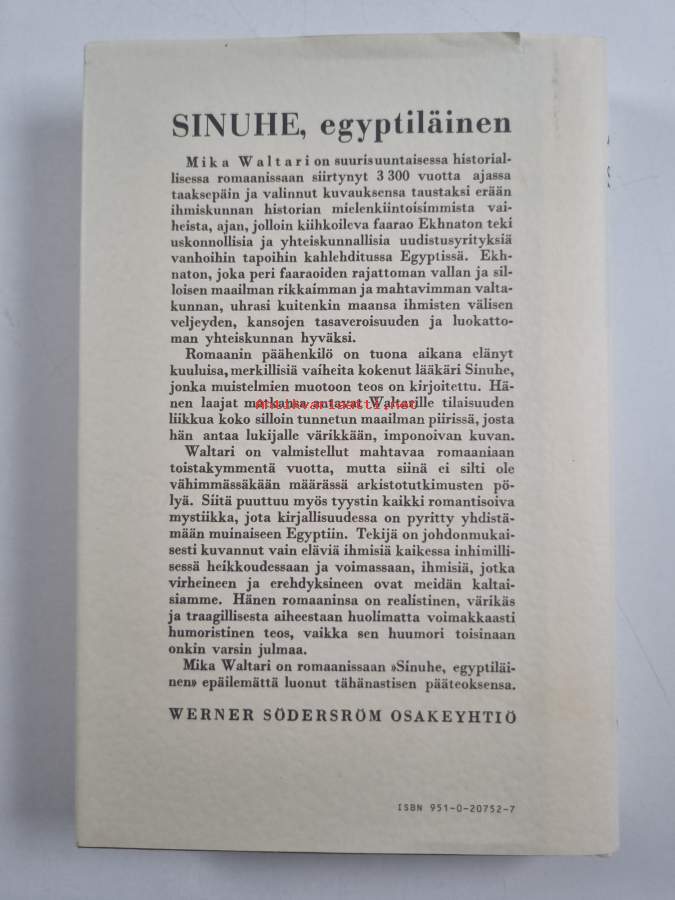 SINUHE, egyptiläinen
Mika Waltari on suurisuuntaisessa historial-
lisessa romaanissaan siirtynyt 3 300 vuotta ajassa
taaksepäin ja valinnut kuvauksensa taustaksi erään
ihmiskunnan historian mielenkiintoisimmista vai-
heista, ajan, jolloin kiihkoileva faarao Ekhnaton teki
uskonnollisia ja yhteiskunnallisia uudistusyrityksiä
vanhoihin tapoihin kahlehditussa Egyptissä. Ekh-
naton, joka peri faaraoiden rajattoman vallan ja sil-
loisen maailman rikkaimman ja mahtavimman valta-
kunnan, uhrasi kuitenkin maansa ihmisten välisen
veljeyden, kansojen tasaveroisuuden ja luokatto-
man yhteiskunnan hyväksi.
Romaanin päähenkilö on tuona aikana elänyt
kuuluisa, merkillisiä vaiheita kokenut lääkäri Sinuhe,
jonka muistelmien muotoon teos on kirjoitettu. Hä-
nen laajat matkansa antavat Waltarille tilaisuuden
Antikvariaatti.net
liikkua koko silloin tunnetun maailman piirissä, josta
hän antaa lukijalle värikkään, imponoivan kuvan.
Waltari on valmistellut mahtavaa romaaniaan
toistakymmentä vuotta, mutta siinä ei silti ole
vähimmässäkään määrässä arkistotutkimusten pö-
lyä. Siitä puuttuu myös tyystin kaikki romantisoiva
mystiikka, jota kirjallisuudessa on pyritty yhdistä-
mään muinaiseen Egyptiin. Tekijä on johdonmukai-
sesti kuvannut vain eläviä ihmisiä kaikessa inhimilli-
sessä heikkoudessaan ja voimassaan, ihmisiä, jotka
virheineen ja erehdyksineen ovat meidän kaltai-
siamme. Hänen romaaninsa on realistinen, värikäs
ja traagillisesta aiheestaan huolimatta voimakkaasti
humoristinen teos, vaikka sen huumori toisinaan
onkin varsin julmaa.
Mika Waltari on romaanissaan »Sinuhe, egyptiläi-
nen» epäilemättä luonut tähänastisen pääteoksensa.
WERNER SÖDERSRÖM OSAKEYHTIÖ
ISBN 951-0-20752-7